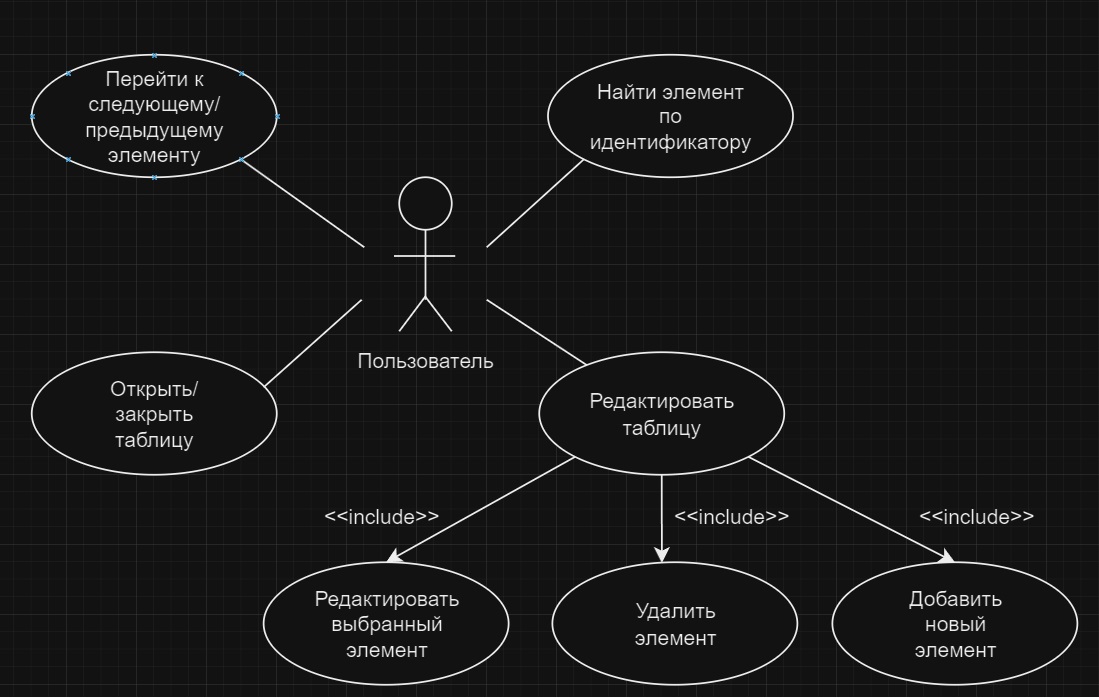 Перейти к
следующему/
предыдущему
элементу
Найти элемент
по
идентификатору
Пользователь
Открыть/
закрыть
таблицу
Редактировать
таблицу
<<include>>
<<include>>
<<include>>
Редактировать
выбранный
элемент
Удалить
элемент
Добавить
новый
элемент